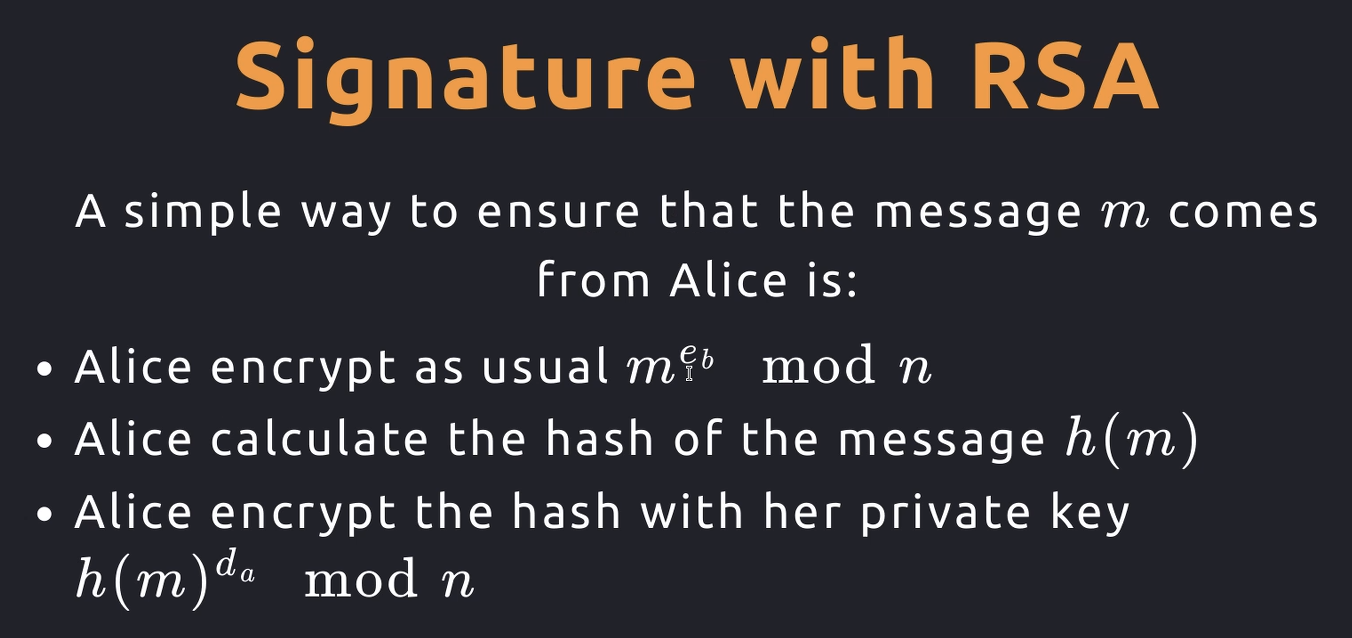 Signature with RSA
A simple way to ensure that the message m comes
from Alice is:
• Alice encrypt as usual m^{e_b} mod n
• Alice calculate the hash of the message h(m)
• Alice encrypt the hash with her private key
h(m)^{d_a} mod n